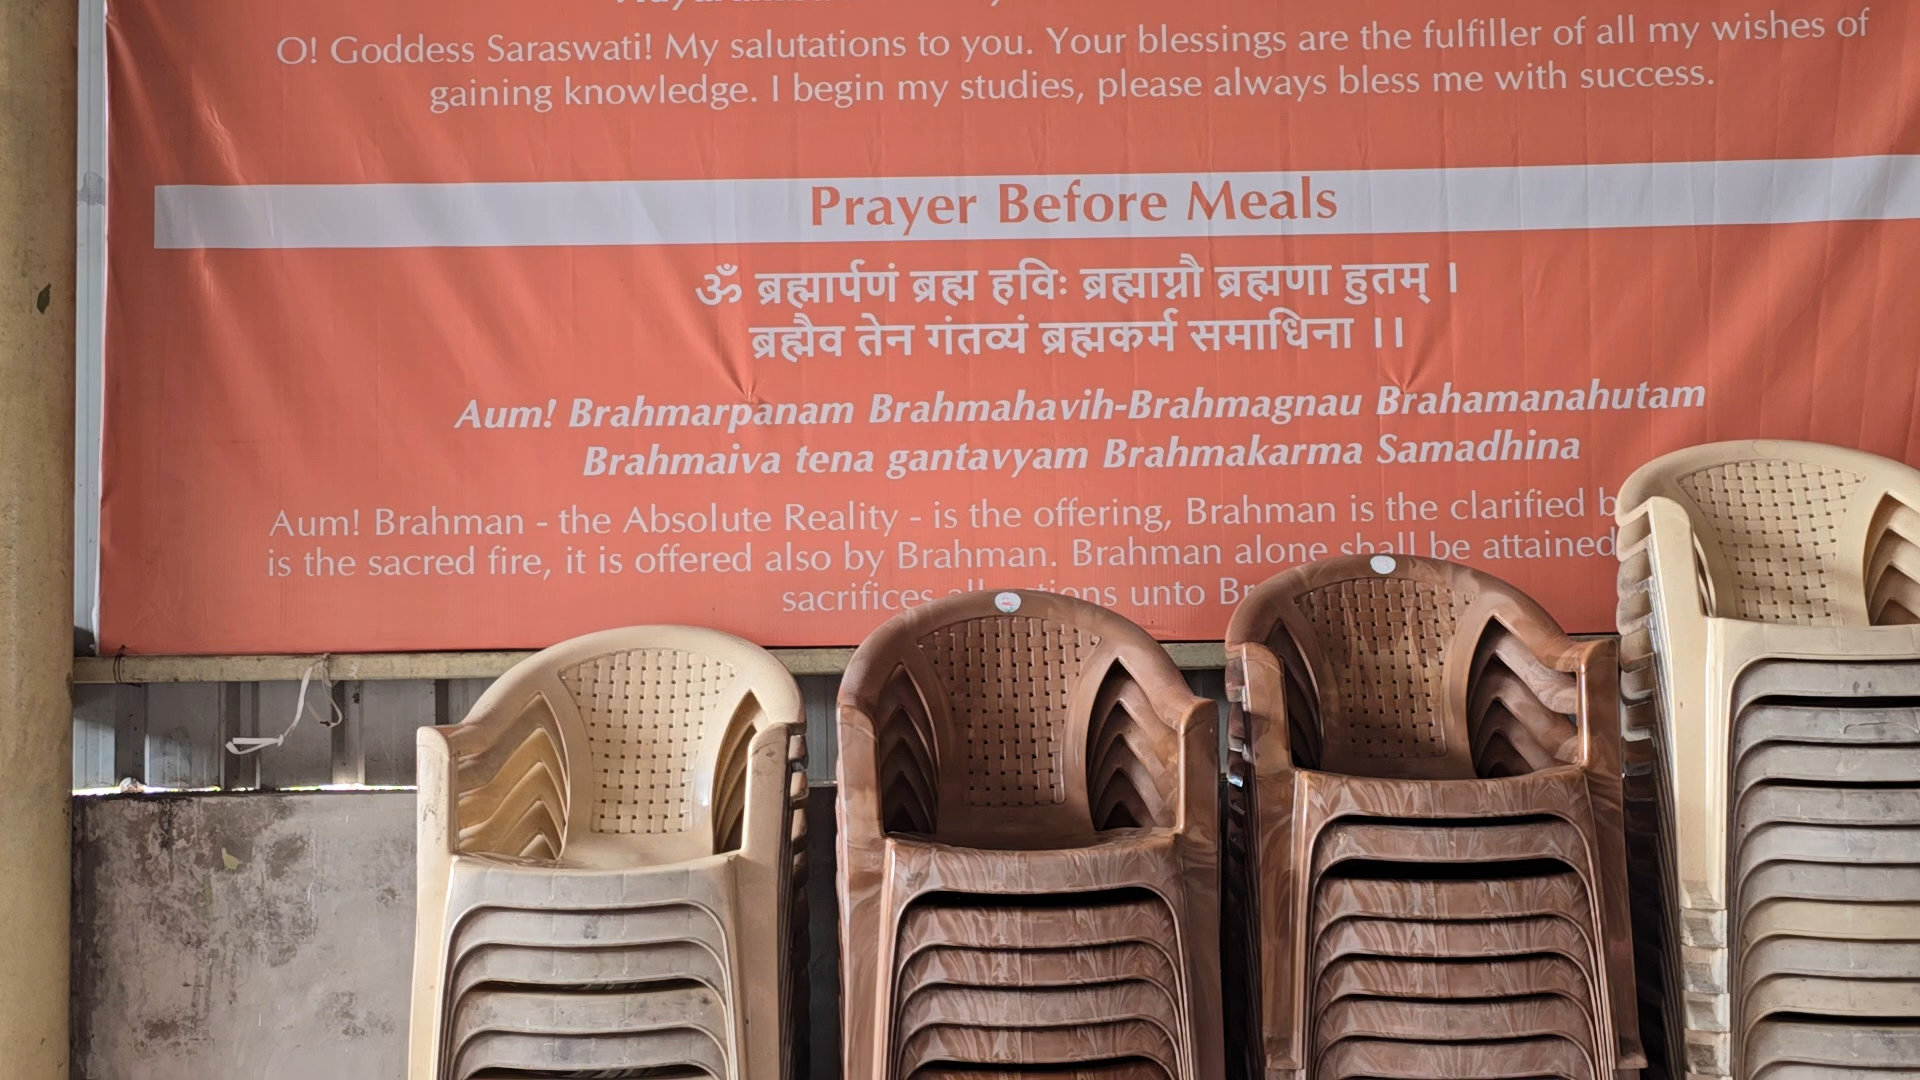 O! Goddess Saraswati! My salutations to you. Your blessings are the fulfiller of all my wishes of
gaining knowledge. I begin my studies, please always bless me with success.
Prayer Before Meals
ॐ ब्रह्मार्पणं ब्रह्म हविः ब्रह्माग्नौ ब्रह्मणा हुतम् ।
ब्रह्मैव तेन गंतव्यं ब्रह्मकर्म समाधिना ।।
Aum! Brahmarpanam Brahmahavih-Brahmagnau Brahamanahutam
Brahmaiva tena gantavyam Brahmakarma Samadhina
Aum! Brahman - the Absolute Reality - is the offering, Brahman is the clarified
is the sacred fire, it is offered also by Brahman. Brahman alone shall be attained
sacrifices unto